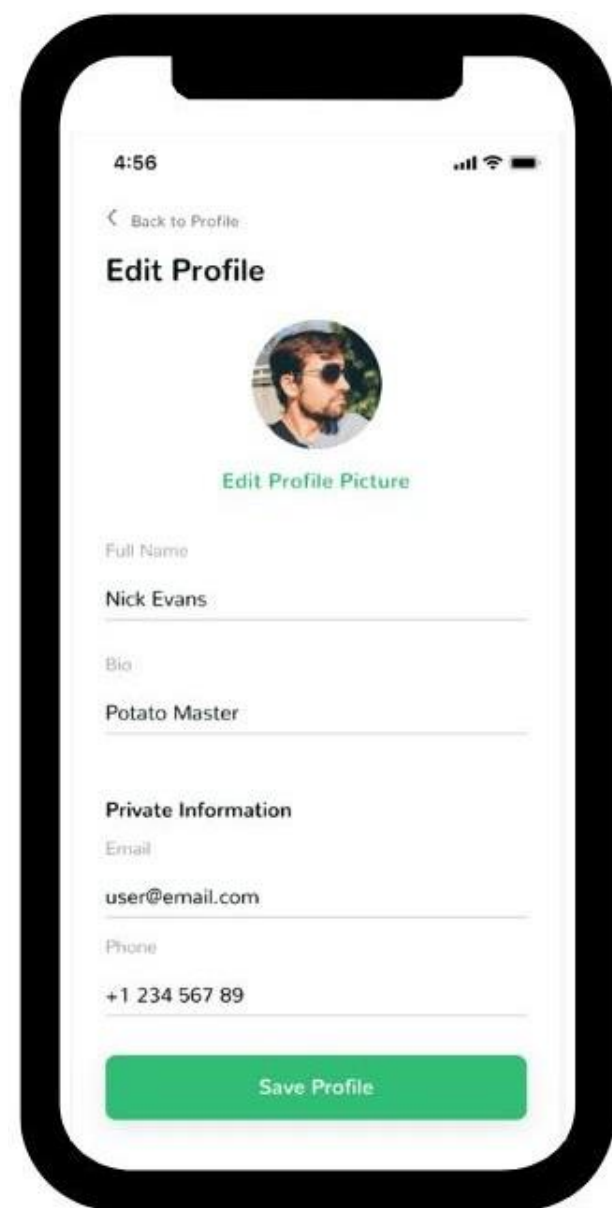 4:56
Back to Profile
Edit Profile
Edit Profile Picture
Full Name
Nick Evans
Bio
Potato Master
Private Information
Email
user@email.com
Phone
+1 234 567 89
Save Profile